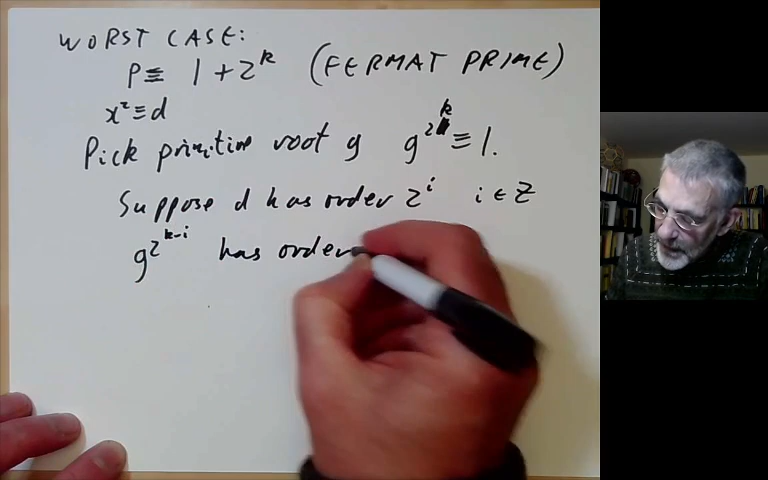 WORST CASE:
P ≡ 1 + 2^k (FERMAT PRIME)
x² ≡ d
Pick primitive root g g^{2^k} ≡ 1.
Suppose d has order 2^i i ∈ Z
g^{2^{k-i}} has order